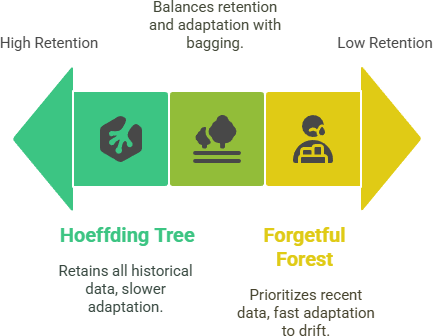 Balances retention
and adaptation with
bagging.
High Retention
Low Retention
Hoeffding Tree
Retains all historical
data, slower
adaptation.
Forgetful
Forest
Prioritizes recent
data, fast adaptation
to drift.